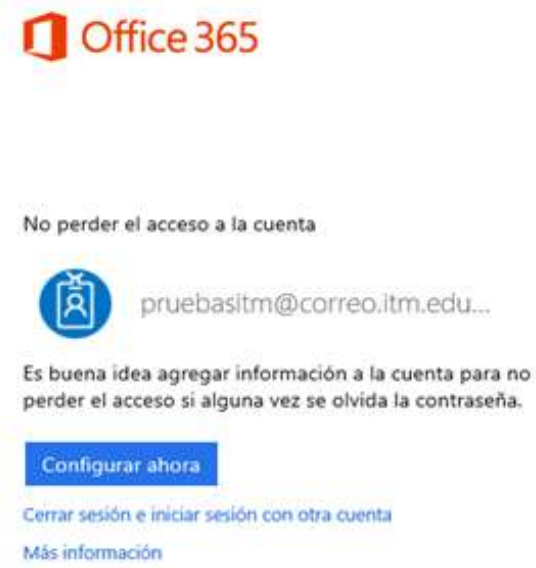 Office 365
No perder el acceso a la cuenta
pruebasitm@correo.itm.edu...
Es buena idea agregar información a la cuenta para no
perder el acceso si alguna vez se olvida la contraseña.
Configurar ahora
Cerrar sesión e iniciar sesión con otra cuenta
Más información